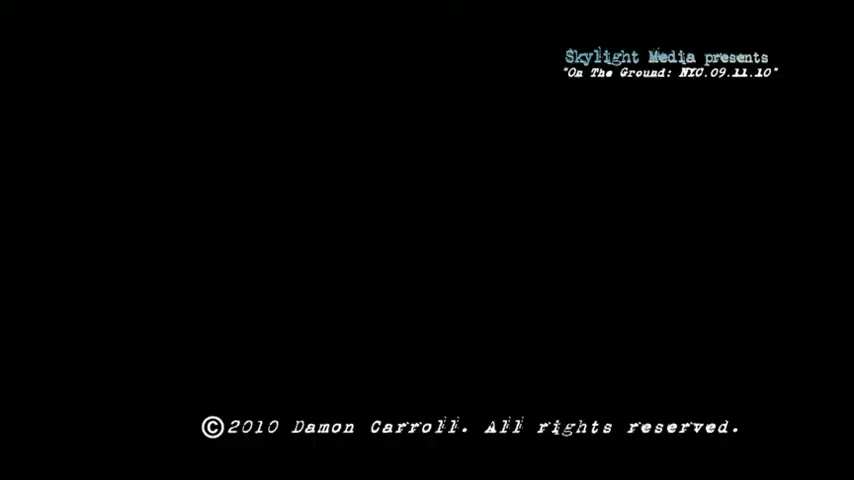 Skylight Media presents
"On The Ground: NYC.09.11.10"
©2010 Damon Carroll. All rights reserved.